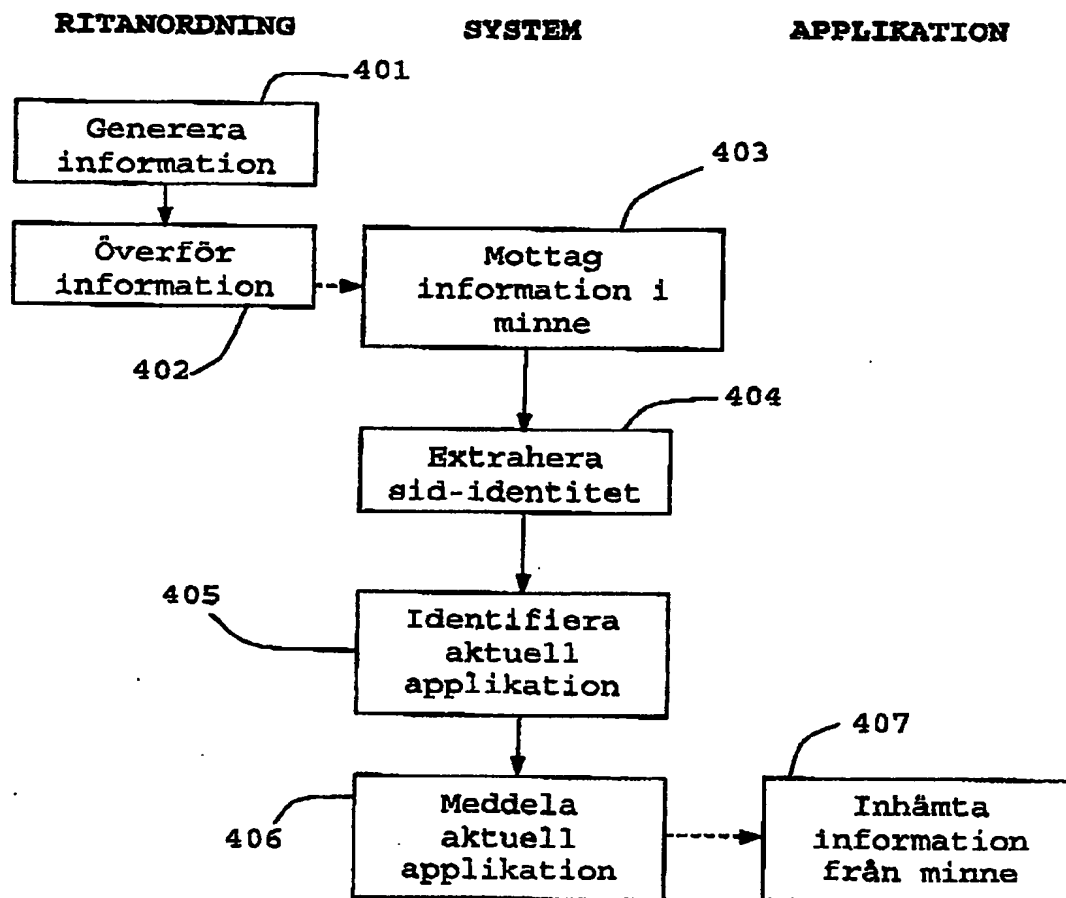 RITANORDNING SYSTEM APPLIKATION
401
Generera
information
Överför
information
402
403
Mottag
information i
minne
404
Extrahera
sid-identitet
405
Identifiera
aktuell
applikation
406
Meddela
aktuell
applikation
407
Inhämta
information
från minne